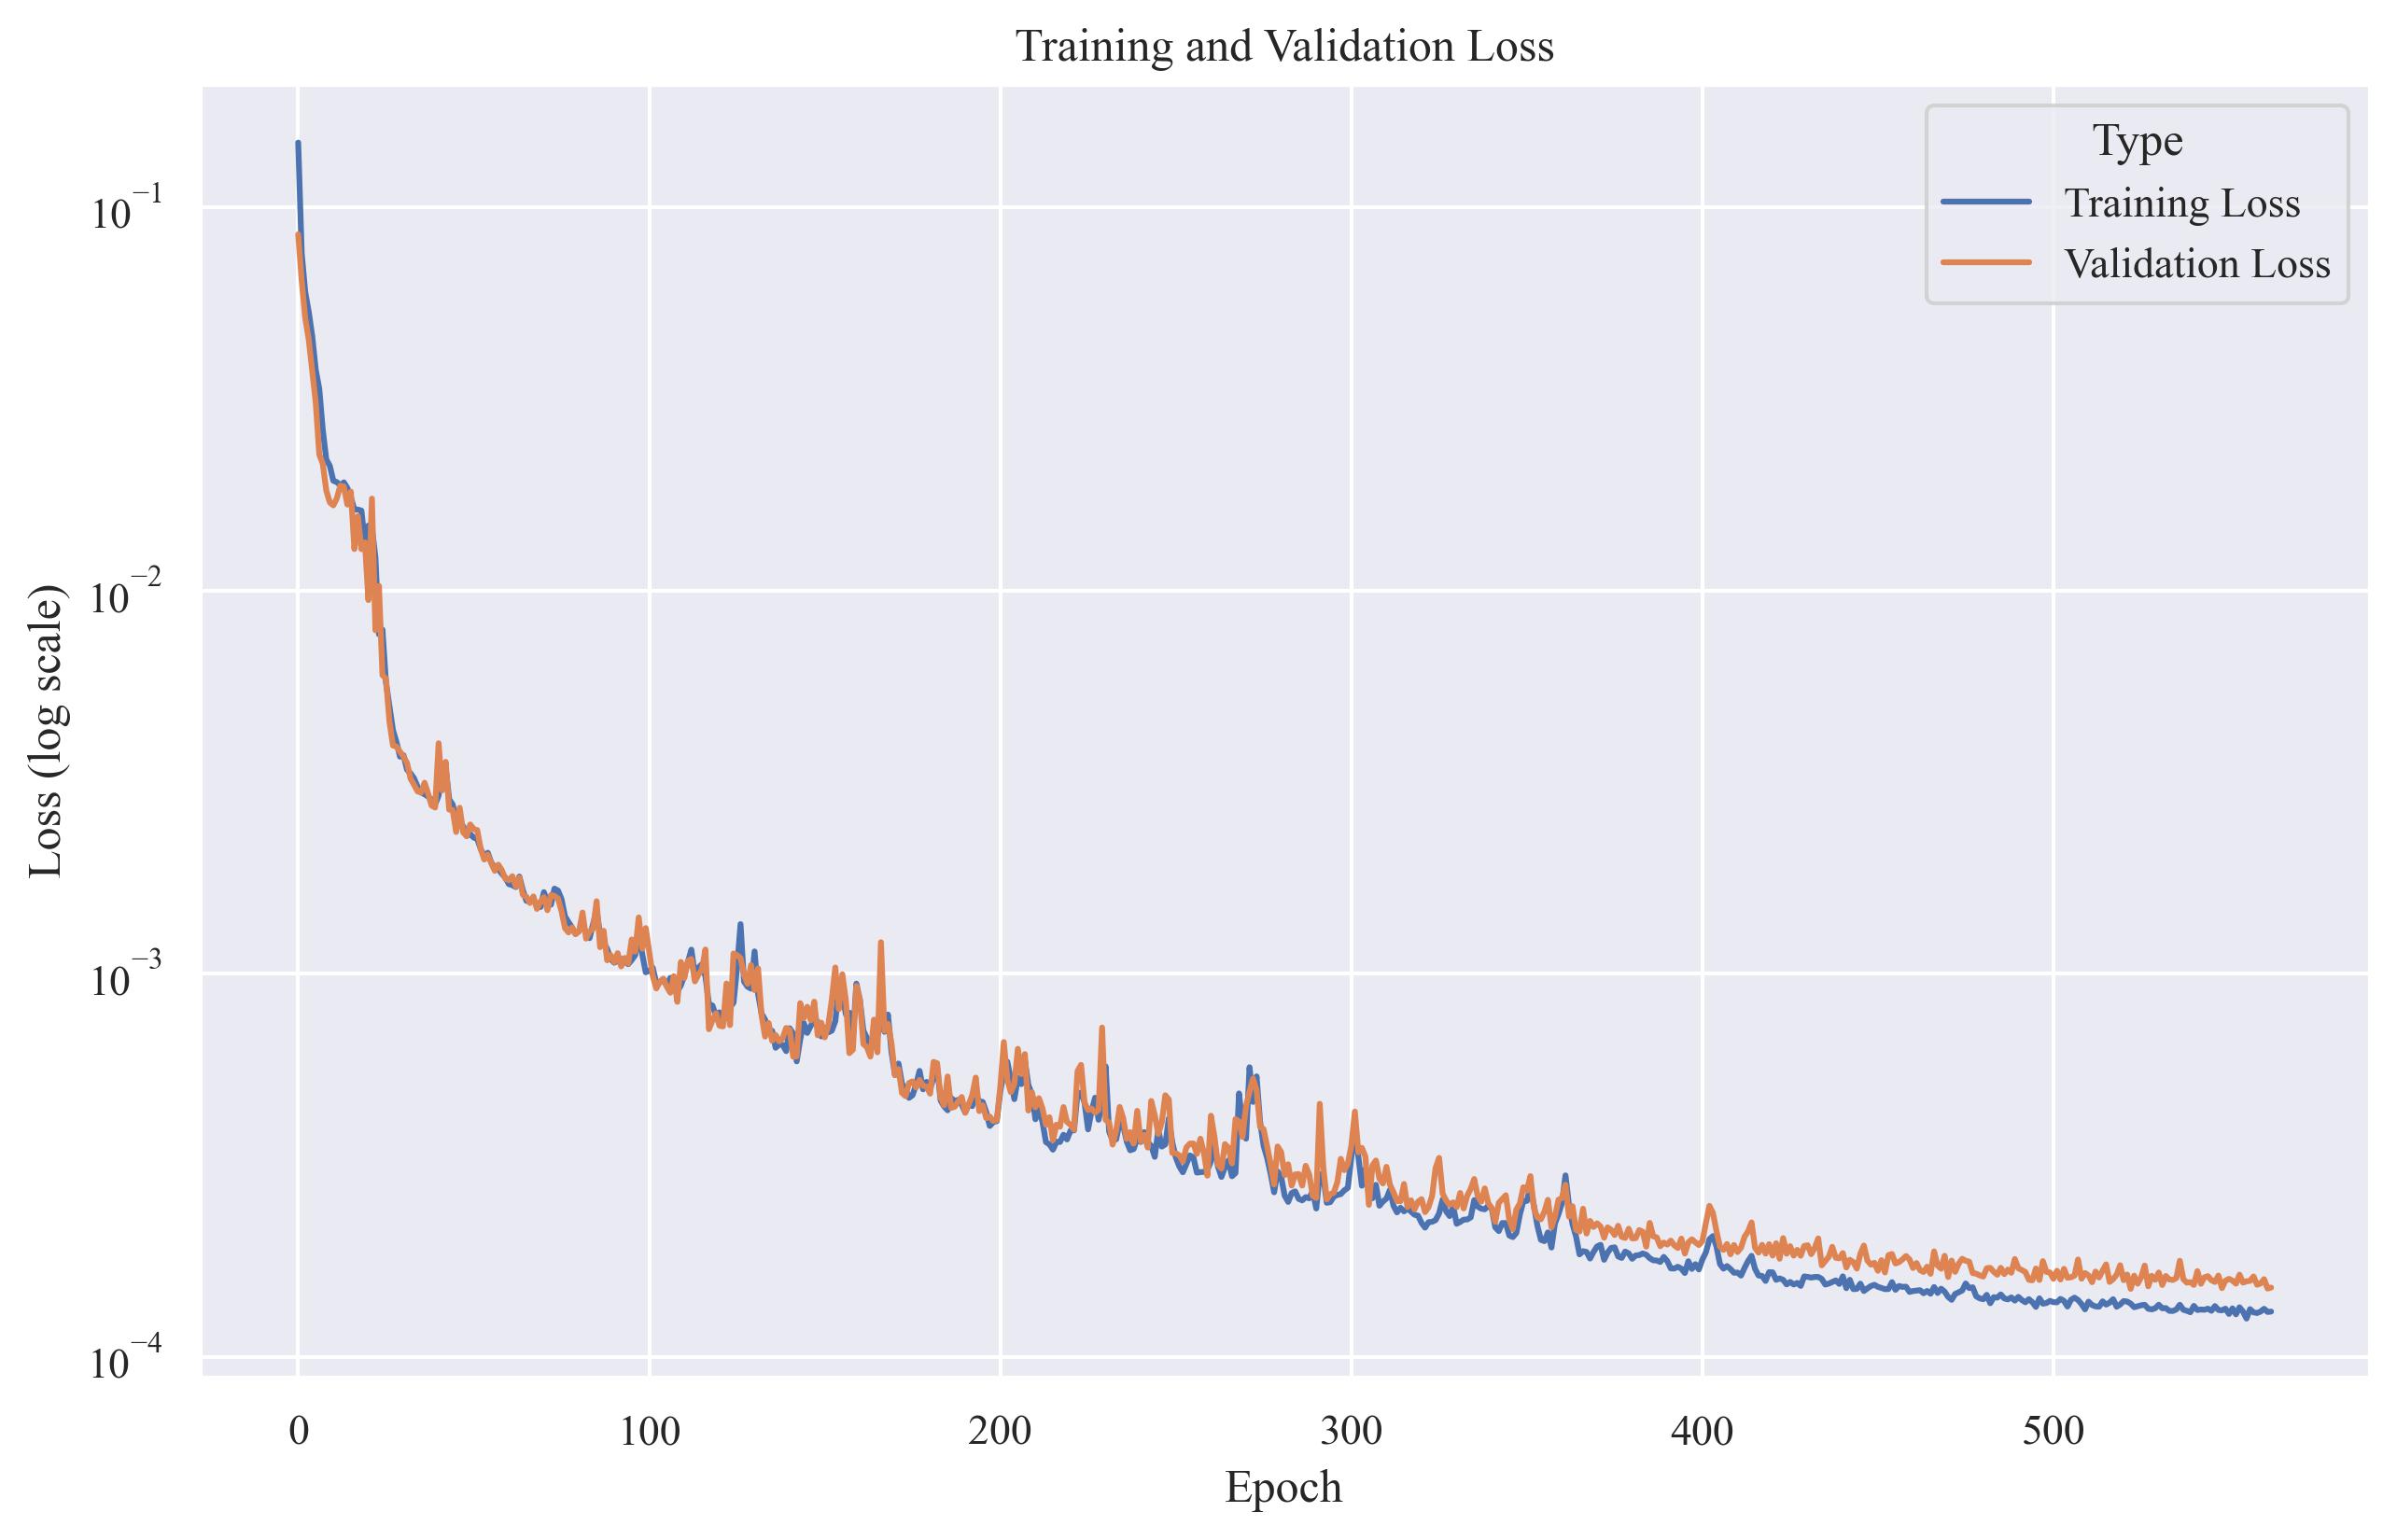 Training and Validation Loss
Type
Training Loss
Validation Loss
10⁻¹
10⁻²
10⁻³
10⁻⁴
Loss (log scale)
0 100 200 300 400 500
Epoch